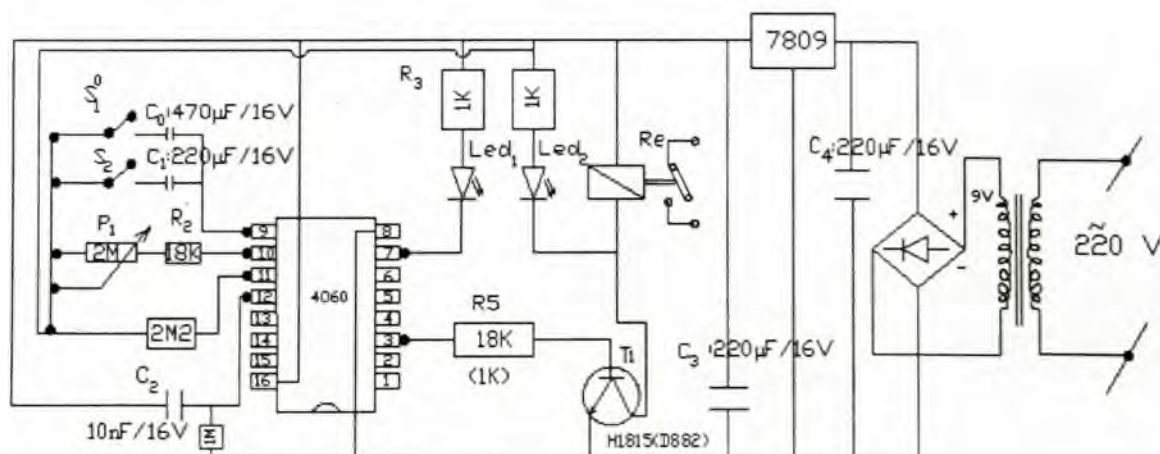 7809
R₃
1K
1K
S₁⁰
C₀:470µF/16V
Led₁
Led₂
Re
C₄:220µF/16V
S₂
C₁:220µF/16V
P₁
R₂
2M
18K
9V
+
-
~
220 V
9
10
11
12
13
14
15
16
4060
8
7
6
5
4
3
2
1
2M2
R5
18K
(1K)
C₂
10nF/16V
T1
C₃:220µF/16V
H1815(D882)